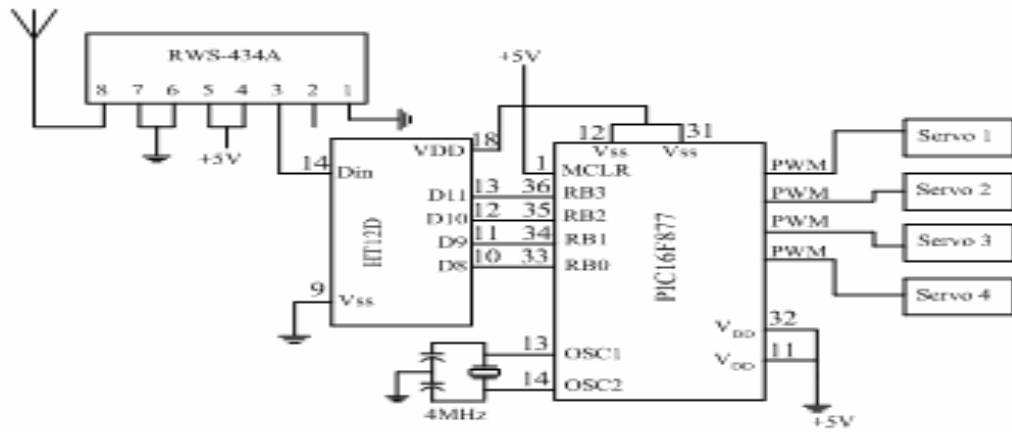 RWS-434A
8 7 6 5 4 3 2 1
+5V
+5V
14 Din
VDD 18
D11 13
D10 12
D9 11
D8 10
HT12D
9 Vss
12 31
Vss Vss
1 MCLR
36 RB3
35 RB2
34 RB1
33 RB0
PIC16F877
13 OSC1
14 OSC2
4MHz
PWM
PWM
PWM
PWM
Servo 1
Servo 2
Servo 3
Servo 4
VDD 32
VDD 11
+5V